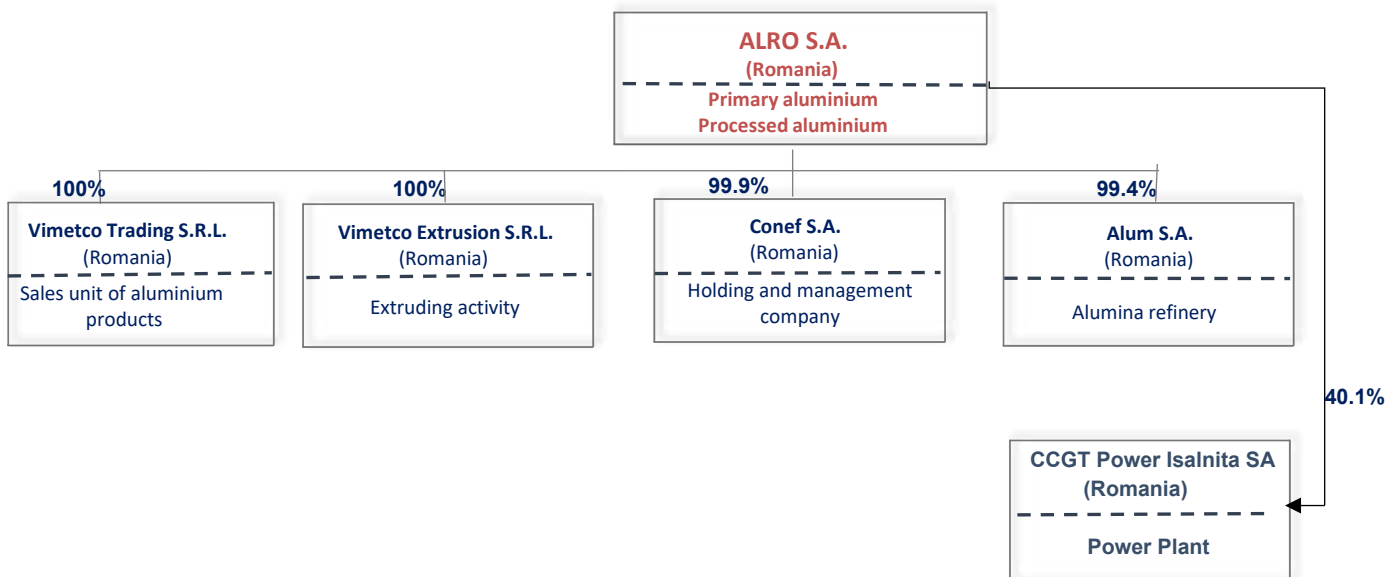 ALRO S.A.
(Romania)
Primary aluminium
Processed aluminium
100%
100%
99.9%
99.4%
Vimetco Trading S.R.L.
(Romania)
Sales unit of aluminium
products
Vimetco Extrusion S.R.L.
(Romania)
Extruding activity
Conef S.A.
(Romania)
Holding and management
company
Alum S.A.
(Romania)
Alumina refinery
40.1%
CCGT Power Isalnita SA
(Romania)
Power Plant